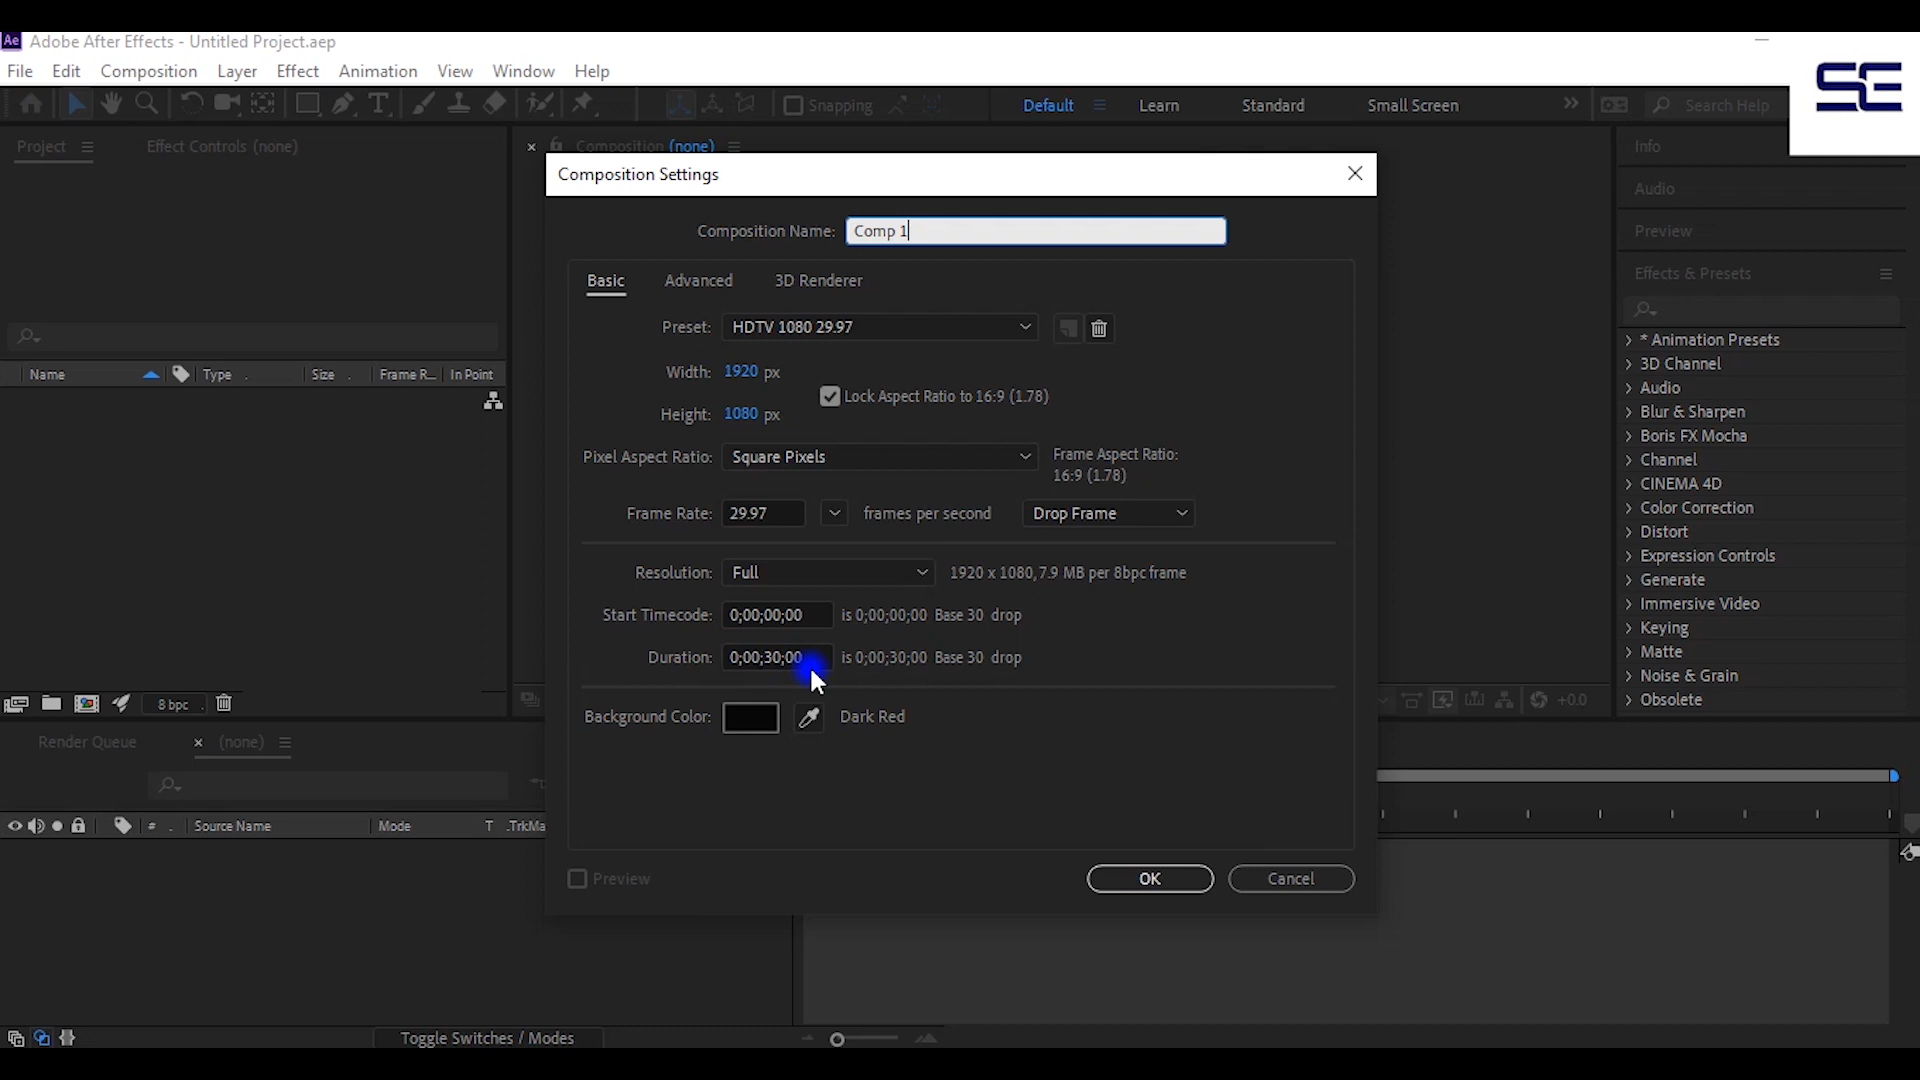 Ae Adobe After Effects - Untitled Project.aep
File Edit Composition Layer Effect Animation View Window Help
SE
T Snapping Default Learn Standard Small Screen Search Help
Project Effect Controls (none) Composition (none) Info
Composition Settings
Audio
Composition Name: Comp 1
Preview
Basic Advanced 3D Renderer
Effects & Presets
Preset: HDTV 1080 29.97
* Animation Presets
Name Type Size Frame R... In Point
3D Channel
Width: 1920 px
Audio
Lock Aspect Ratio to 16:9 (1.78)
Height: 1080 px
Blur & Sharpen
Boris FX Mocha
Pixel Aspect Ratio: Square Pixels Frame Aspect Ratio:
16:9 (1.78)
Channel
CINEMA 4D
Frame Rate: 29.97 frames per second Drop Frame
Color Correction
Distort
Expression Controls
Resolution: Full 1920 x 1080, 7.9 MB per 8bpc frame
Generate
Start Timecode: 0;00;00;00 is 0;00;00;00 Base 30 drop
Immersive Video
Keying
Duration: 0;00;30;00 is 0;00;30;00 Base 30 drop
Matte
Noise & Grain
8 bpc
+0.0
Obsolete
Background Color: Dark Red
Render Queue (none)
# Source Name Mode T .TrkMa
Preview OK Cancel
Toggle Switches / Modes